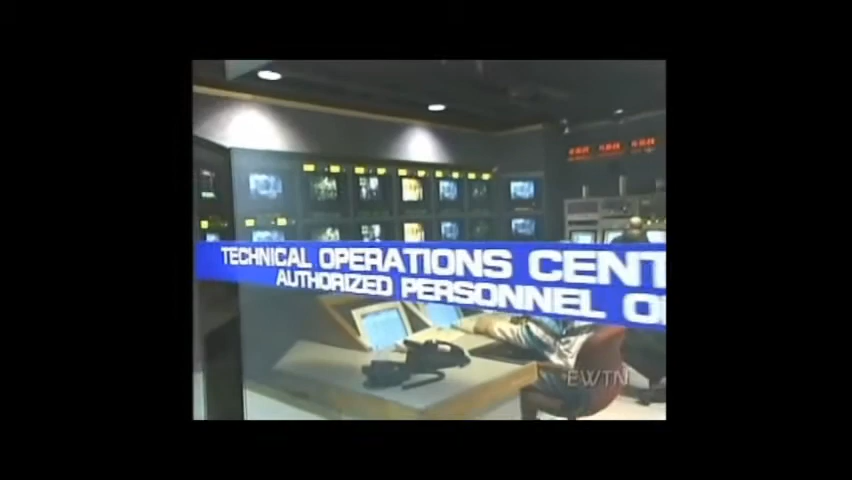 TECHNICAL OPERATIONS CENT
AUTHORIZED PERSONNEL O
EWTN